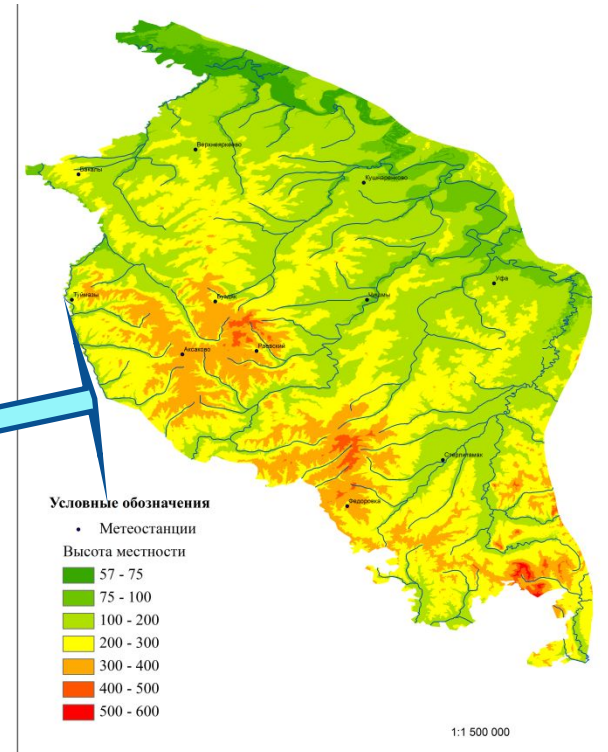 Верхнеяркеево
Бакалы
Кушнаренково
Уфа
Туймазы
Буздяк
Чишмы
Раевский
Аксаково
Стерлитамак
Федоровка
Условные обозначения
Метеостанции
Высота местности
57 - 75
75 - 100
100 - 200
200 - 300
300 - 400
400 - 500
500 - 600
1:1 500 000